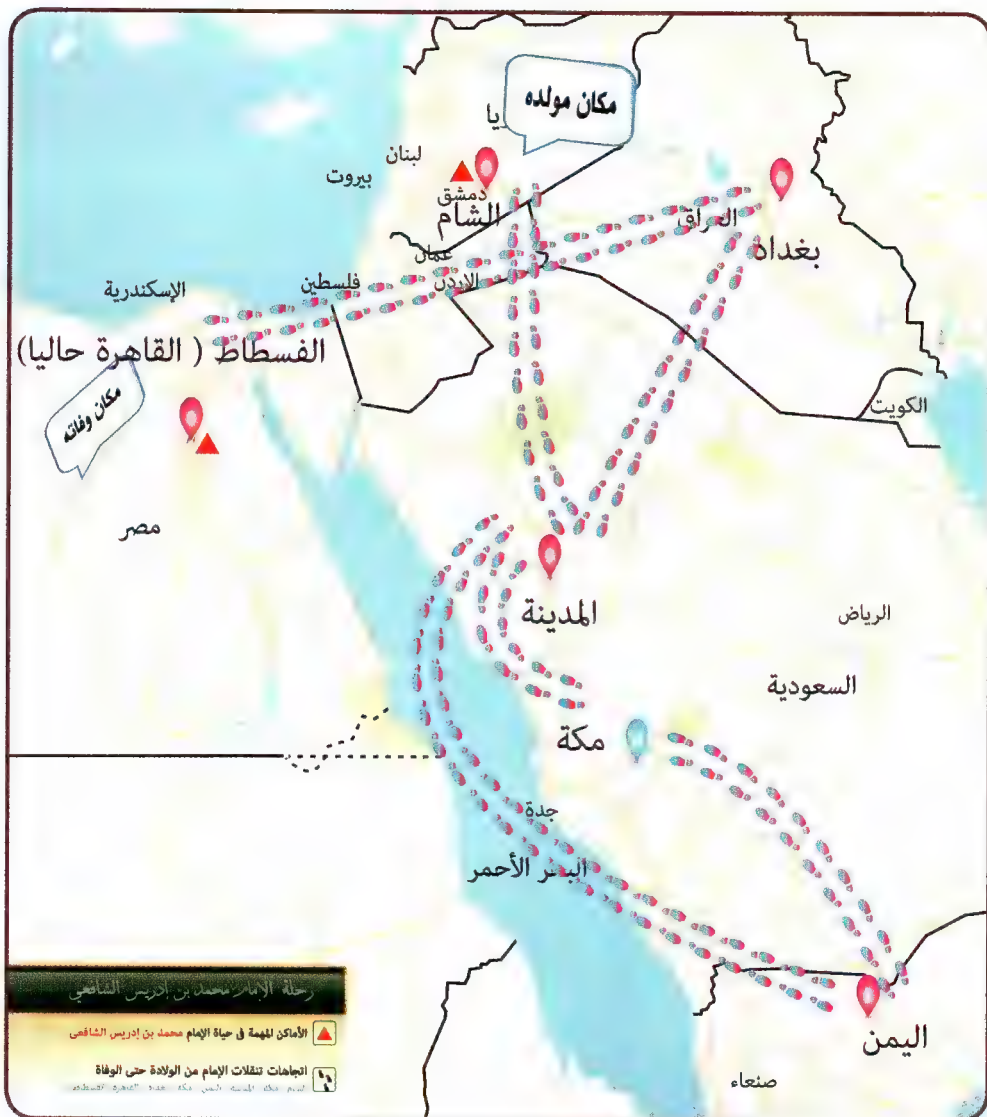 مكان مولده
لبنان
بيروت
دمشق
الشام
العراق
بغداد
عمان
الاردن
فلسطين
الإسكندرية
الفسطاط ( القاهرة حاليا)
مكان وفاته
الكويت
مصر
المدينة
الرياض
السعودية
مكة
جدة
البحر الأحمر
اليمن
صنعاء
رحلة الإمام محمد بن إدريس الشافعي
الأماكن المهمة في حياة الإمام محمد بن إدريس الشافعي
اتجاهات تنقلات الإمام من الولادة حتى الوفاة